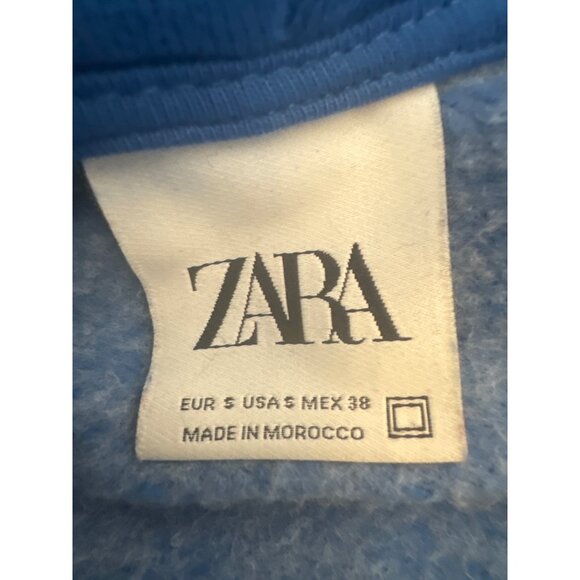 ZARA
EUR S USA S MEX 38
MADE IN MOROCCO